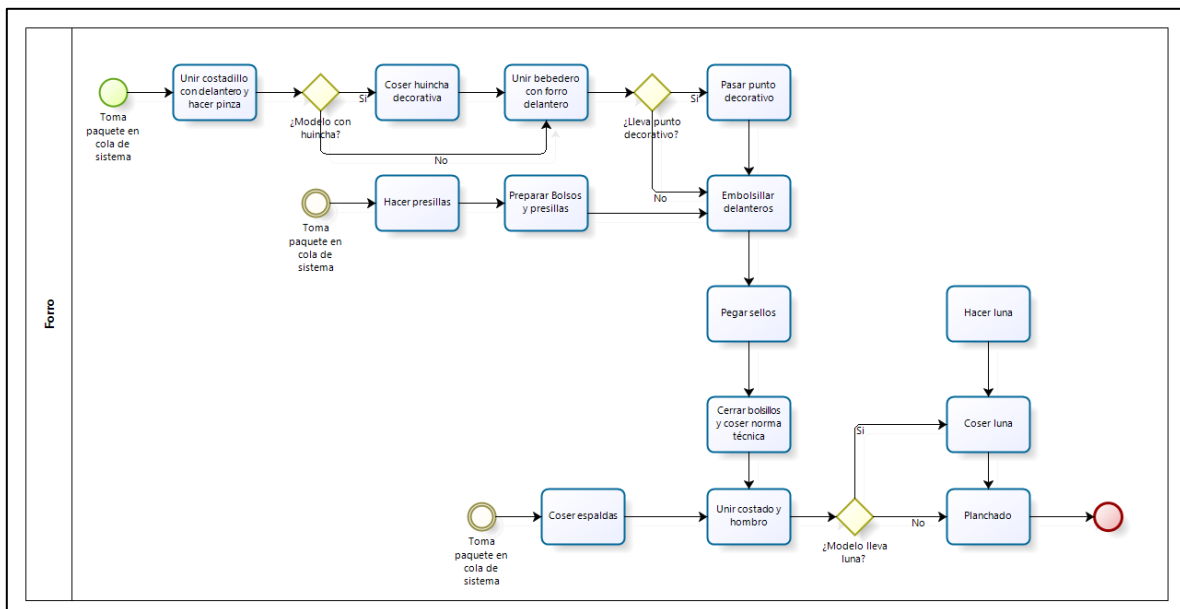 Forro
Unir costadillo
con delantero y
hacer pinza
Coser huincha
decorativa
Unir bebedero
con forro
delantero
Pasar punto
decorativo
Si
Si
Toma
paquete en
cola de
sistema
¿Modelo con
huincha?
¿Lleva punto
decorativo?
No
No
Hacer presillas
Preparar Bolsos
y presillas
Embolsillar
delanteros
Toma
paquete en
cola de
sistema
Pegar sellos
Hacer luna
Cerrar bolsillos
y coser norma
técnica
Si
Coser luna
Coser espaldas
Unir costado y
hombro
No
Planchado
Toma
paquete en
cola de
sistema
¿Modelo lleva
luna?